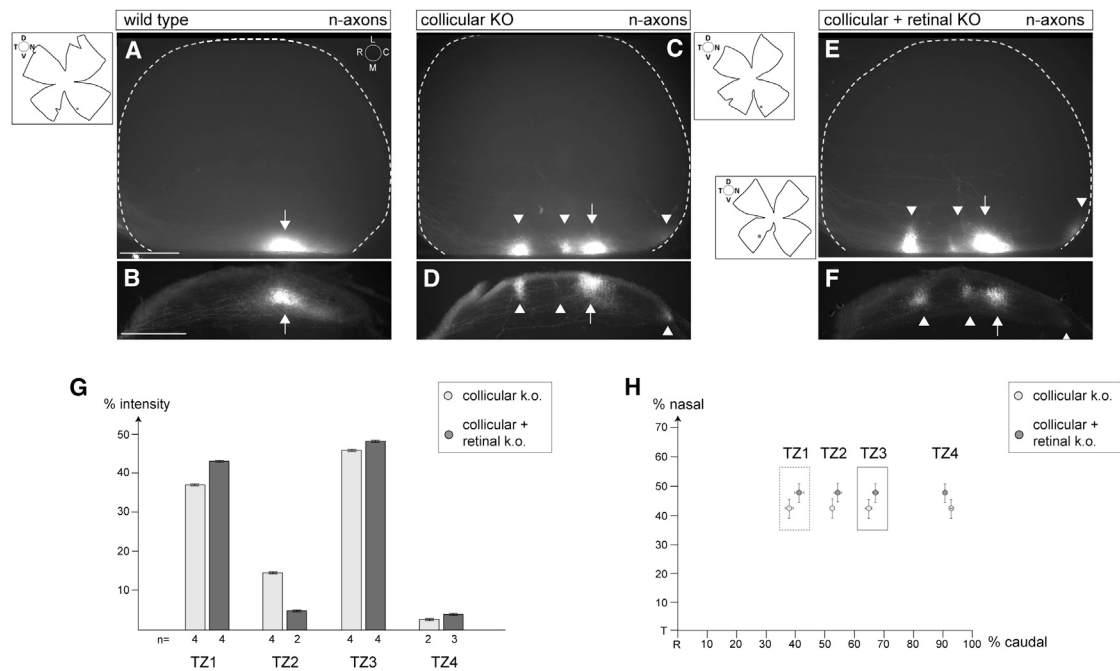 wild type n-axons
collicular KO n-axons
collicular + retinal KO n-axons
D
T N
V
A
L
R C
M
C
D
T N
V
E
D
T N
V
B
D
F
G
% intensity
collicular k.o.
collicular +
retinal k.o.
50
40
30
20
10
n= 4 4 4 2 4 4 2 3
TZ1 TZ2 TZ3 TZ4
H
% nasal
collicular k.o.
collicular +
retinal k.o.
70
60
50
40
30
20
10
T
TZ1 TZ2 TZ3 TZ4
R 10 20 30 40 50 60 70 80 90 100 % caudal